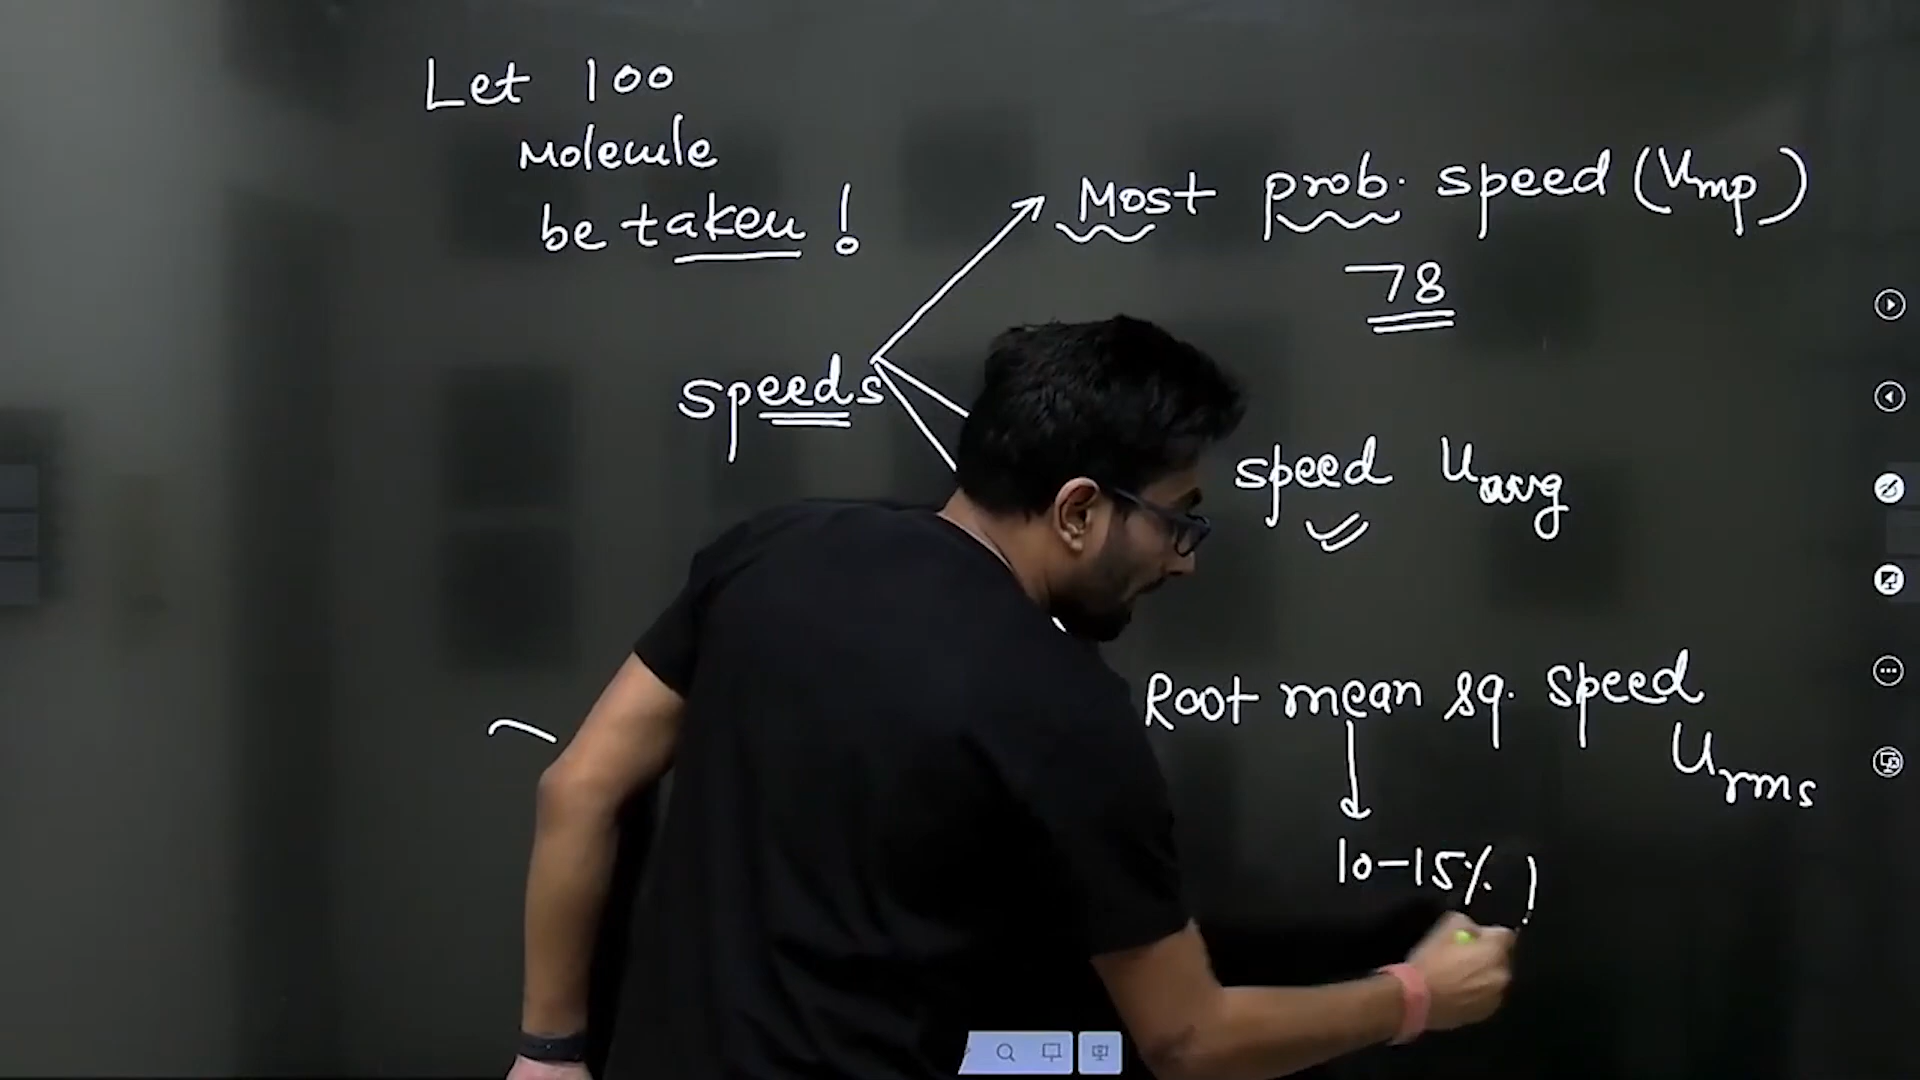 Let 100
Molecule
be taken !
Most prob. speed (Ump)
78
speeds
speed Uavg
Root mean sq. speed
Urms
10-15% !